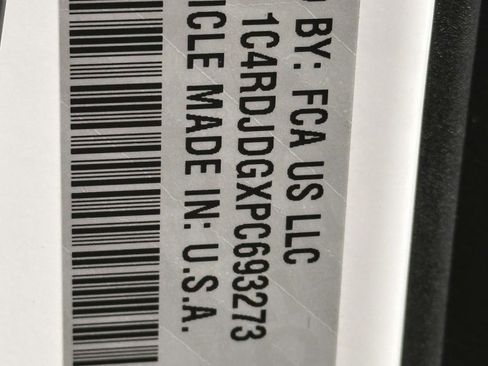 BY: FCA US LLC
1C4RDJDGXPC693273
ICLE MADE IN: U.S.A.